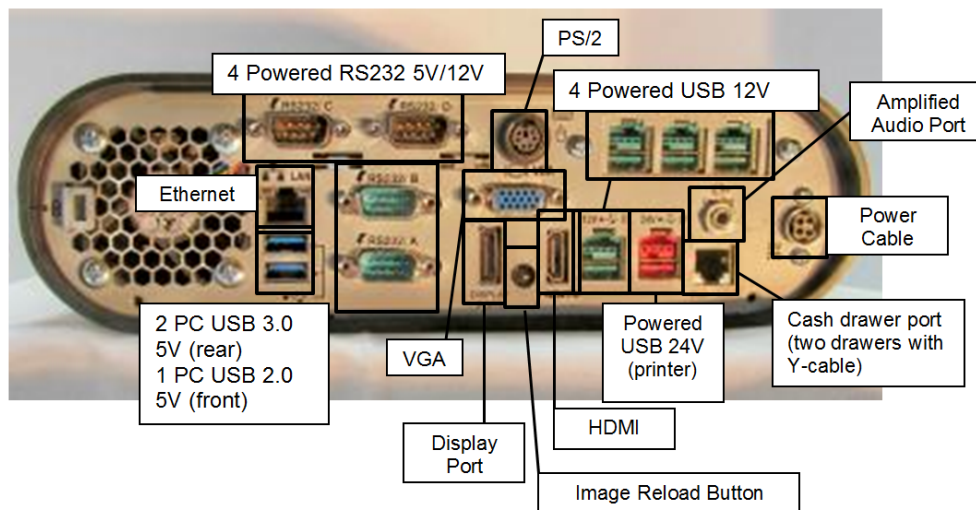 PS/2
4 Powered RS232 5V/12V
4 Powered USB 12V
Amplified
Audio Port
RS232/ C
RS232/ D
Ethernet
LAN
RS232/ B
RS232/ A
Power
Cable
2 PC USB 3.0
5V (rear)
1 PC USB 2.0
5V (front)
VGA
Powered
USB 24V
(printer)
Cash drawer port
(two drawers with
Y-cable)
Display
Port
HDMI
Image Reload Button